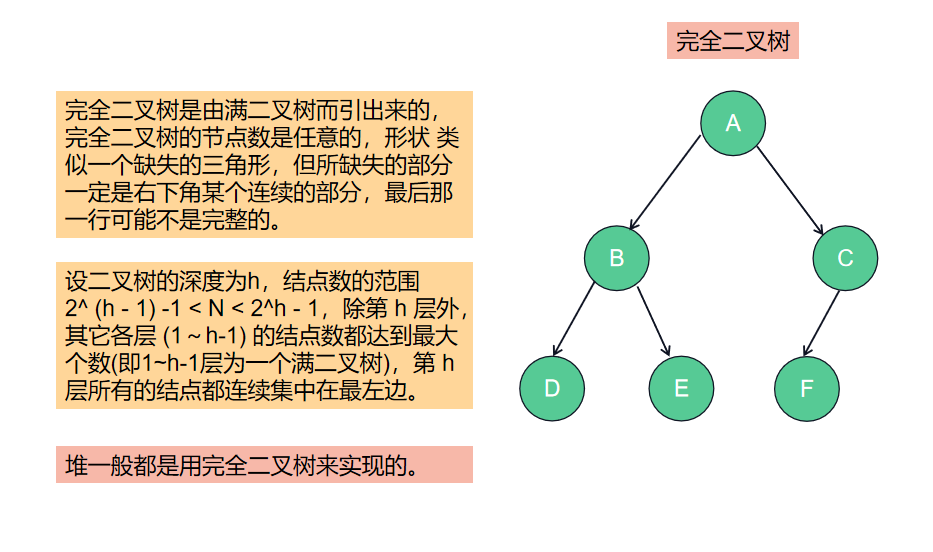 完全二叉树
完全二叉树是由满二叉树而引出来的，
完全二叉树的节点数是任意的，形状 类
似一个缺失的三角形，但所缺失的部分
一定是右下角某个连续的部分，最后那
一行可能不是完整的。
设二叉树的深度为h，结点数的范围
2^ (h - 1) -1 < N < 2^h - 1，除第 h 层外，
其它各层 (1～h-1) 的结点数都达到最大
个数(即1~h-1层为一个满二叉树)，第 h
层所有的结点都连续集中在最左边。
堆一般都是用完全二叉树来实现的。
A
B
C
D
E
F